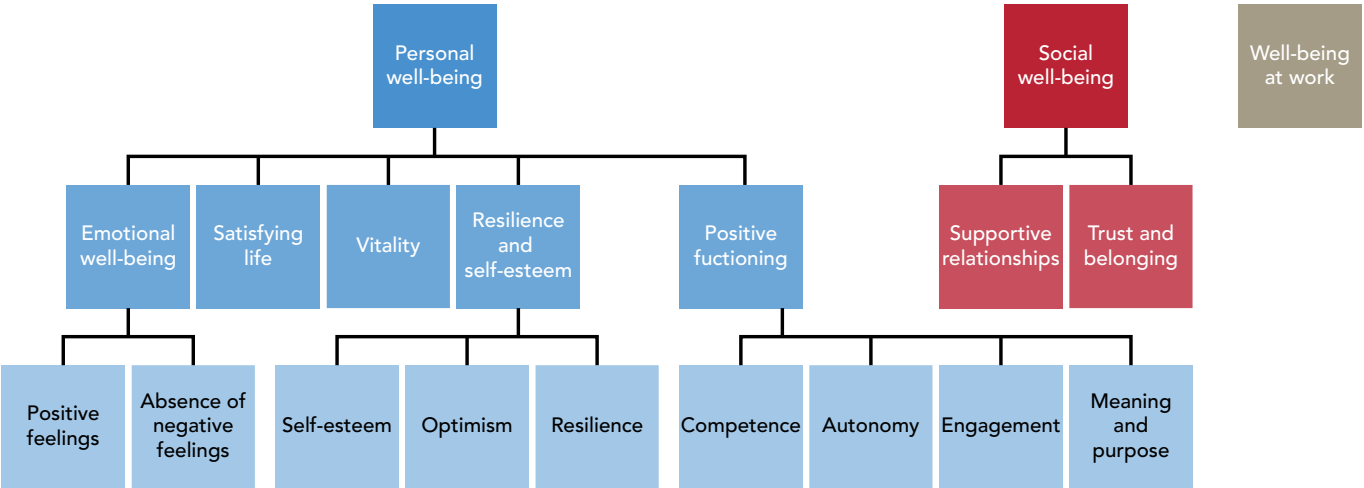 Personal
well-being
Social
well-being
Well-being
at work
Emotional
well-being
Satisfying
life
Vitality
Resilience
and
self-esteem
Positive
fuctioning
Supportive
relationships
Trust and
belonging
Positive
feelings
Absence of
negative
feelings
Self-esteem
Optimism
Resilience
Competence
Autonomy
Engagement
Meaning
and
purpose